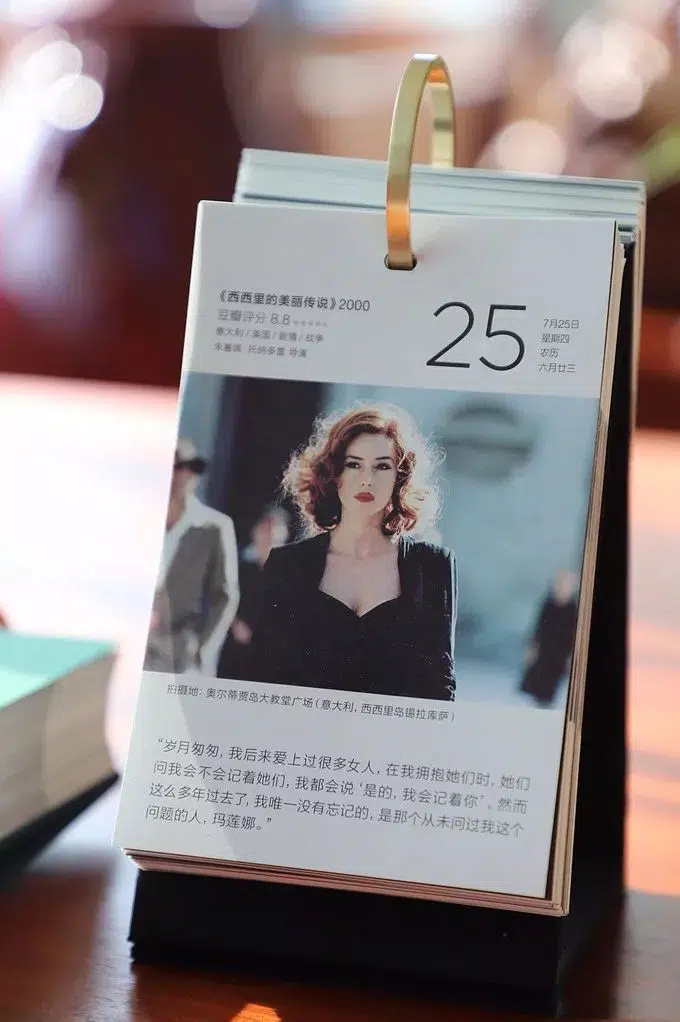 《西西里的美丽传说》2000
豆瓣评分 8.8
意大利 / 美国 / 剧情 / 战争
朱塞佩 托纳多雷 导演
25
7月25日
星期四
农历
六月廿三
拍摄地：奥尔蒂贾岛大教堂广场（意大利，西西里岛锡拉库萨）
“岁月匆匆，我后来爱上过很多女人，在我拥抱她们时，她们
问我会不会记着她们，我都会说‘是的，我会记着你’。然而
这么多年过去了，我唯一没有忘记的，是那个从未问过我这个
问题的人，玛莲娜。”